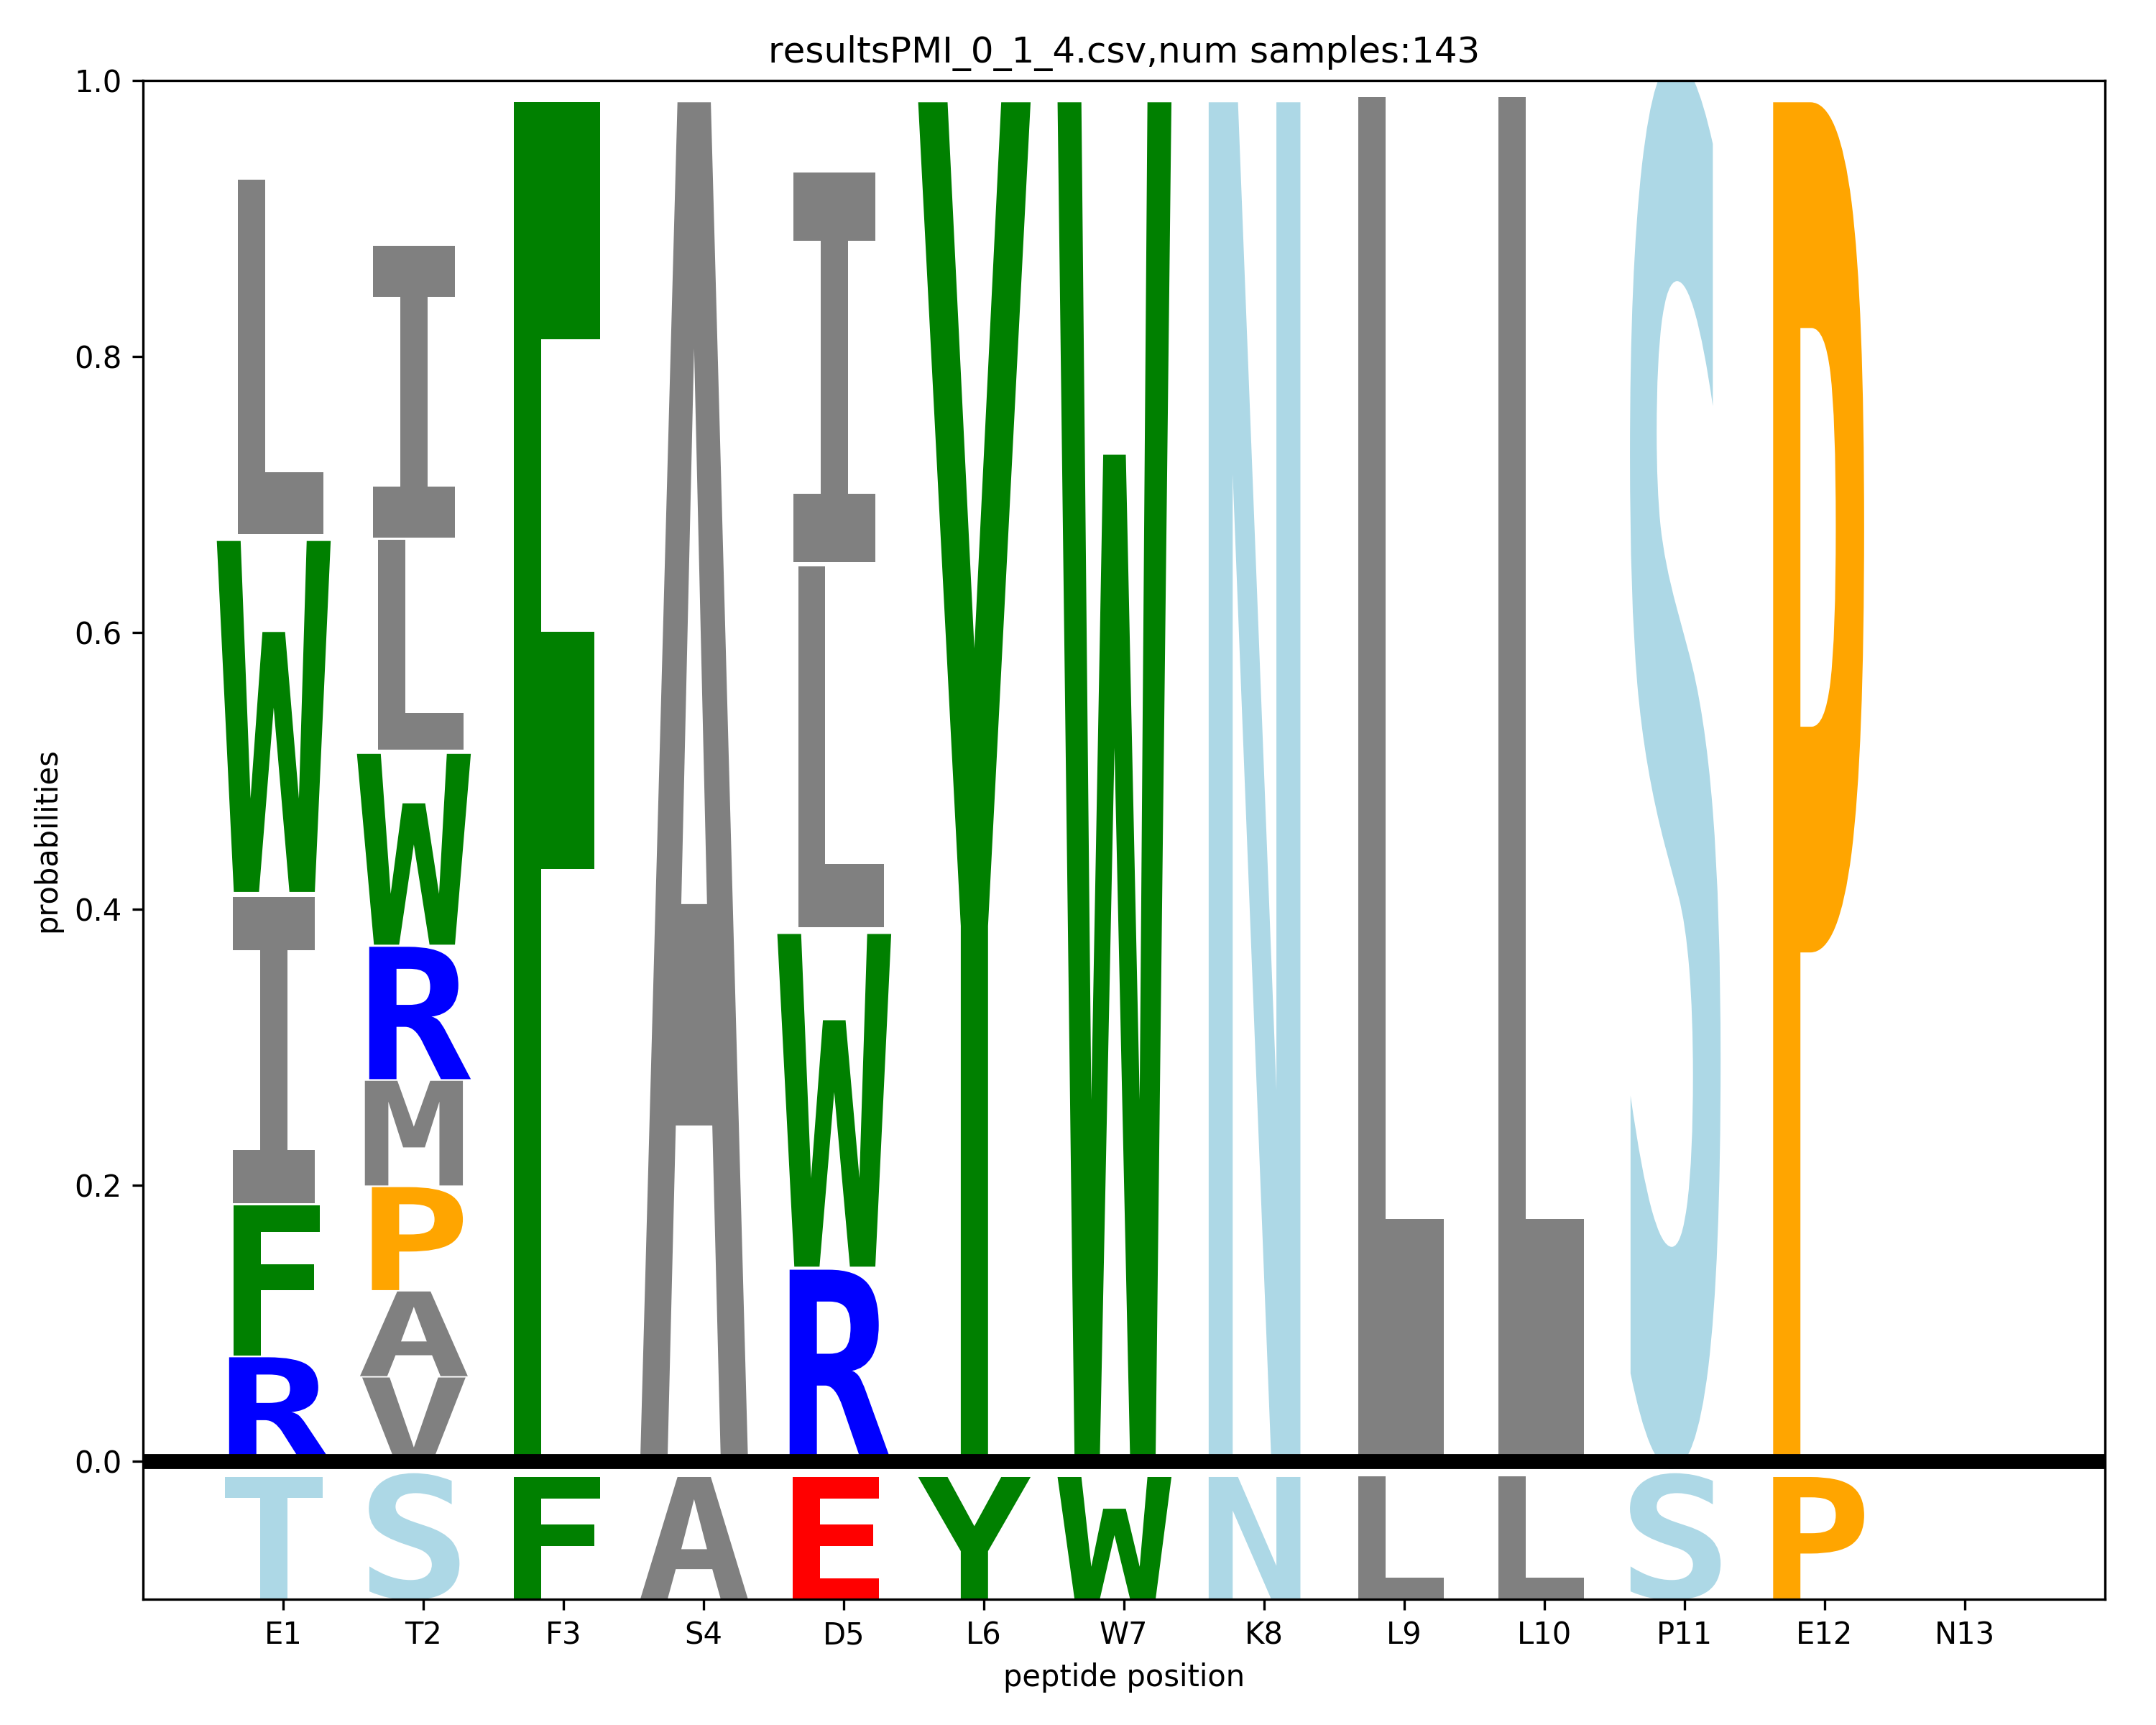 resultsPMI_0_1_4.csv,num samples:143
1.0
0.8
0.6
0.4
0.2
0.0
probabilities
L W I F R
I L W R M P A V
F
A
I L W R
Y
W
N
L
L
S
P
T S F A E Y W N L L S P
E1 T2 F3 S4 D5 L6 W7 K8 L9 L10 P11 E12 N13
peptide position